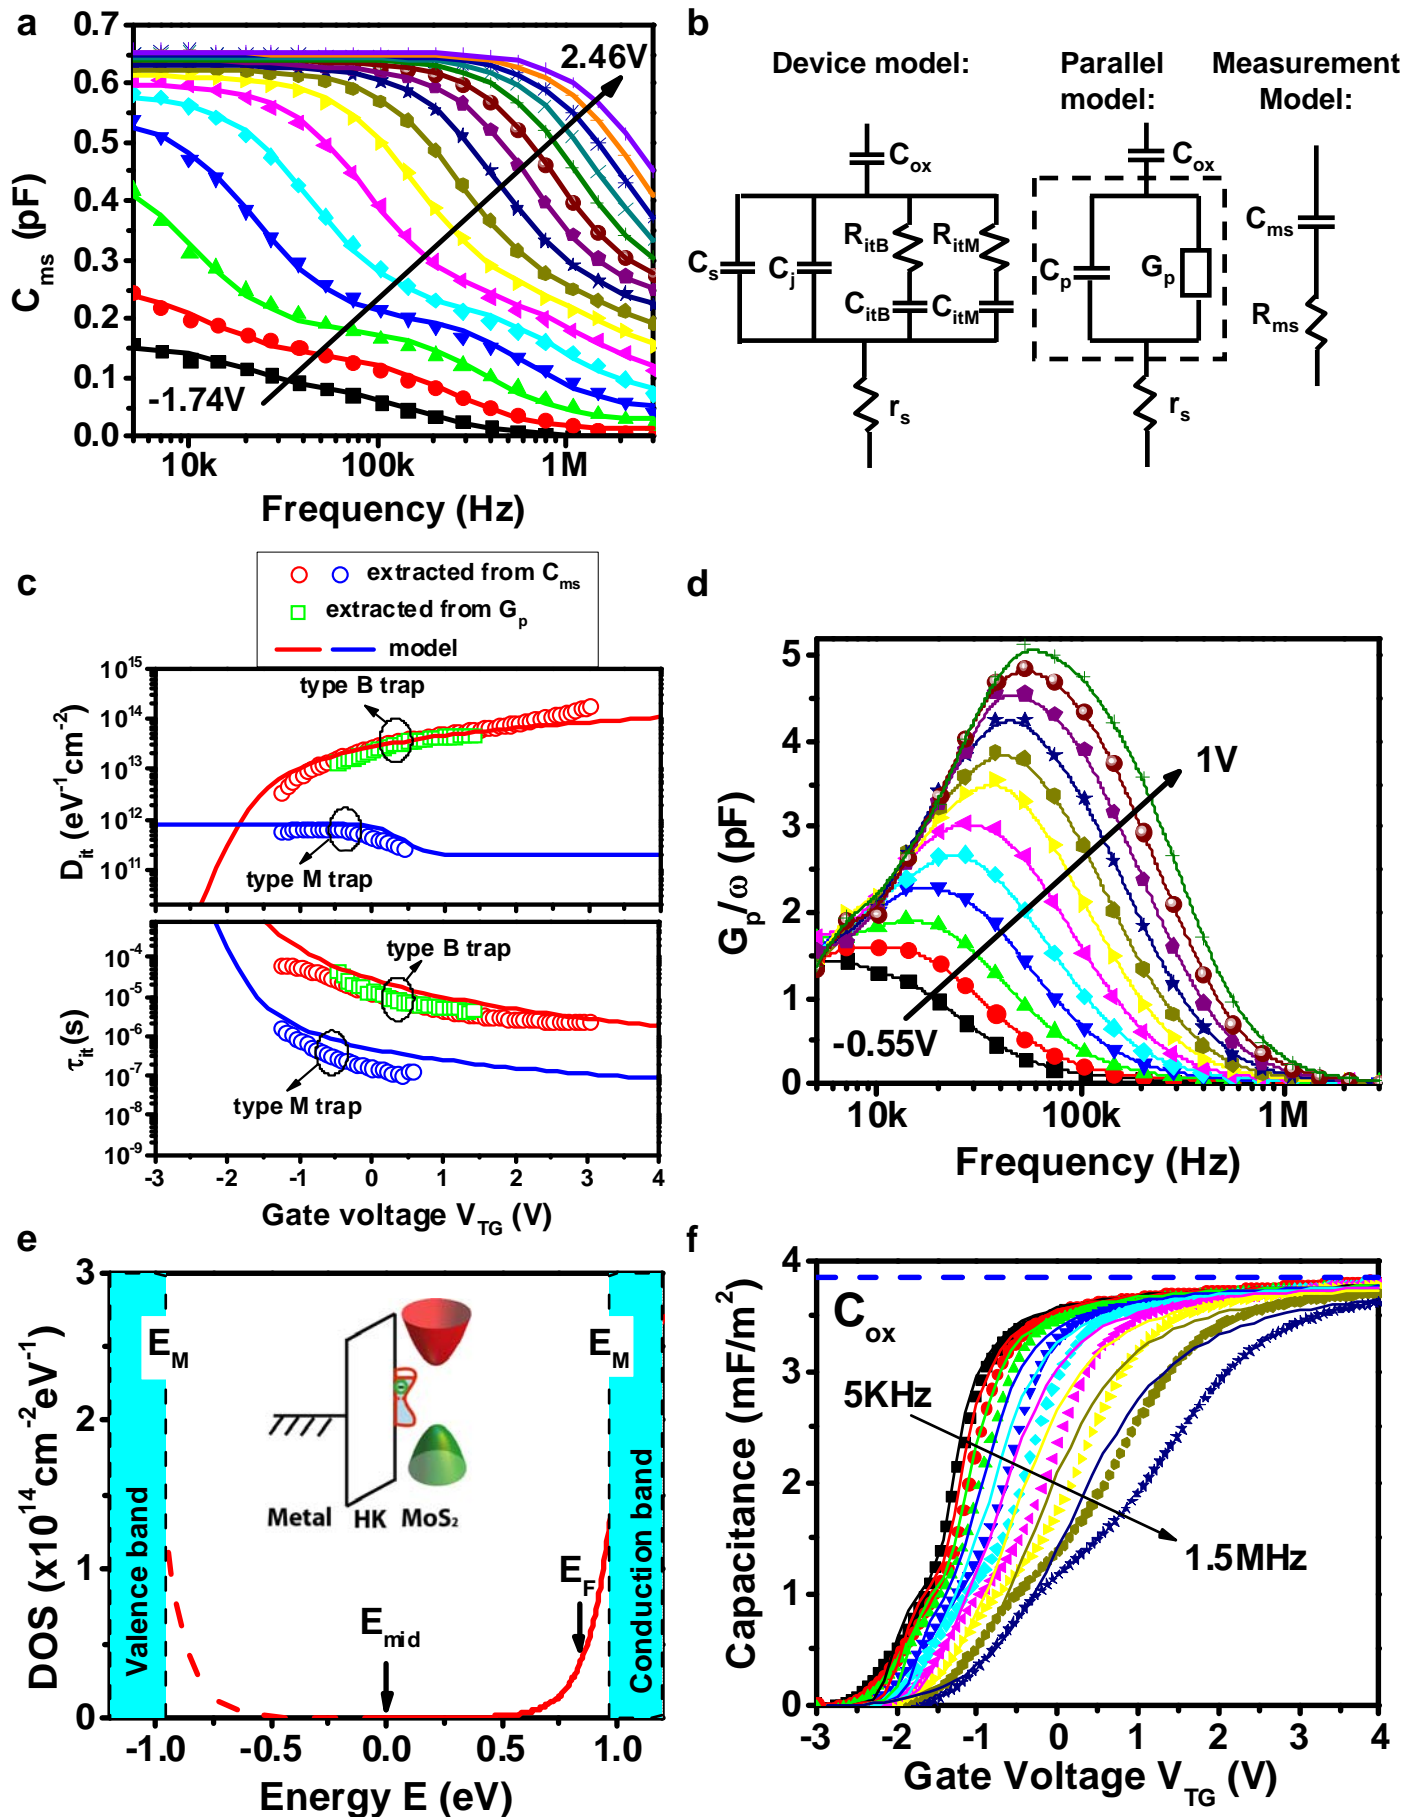 a
0.7
0.6
0.5
0.4
0.3
0.2
0.1
0.0
C_ms (pF)
2.46V
-1.74V
10k 100k 1M
Frequency (Hz)
b
Device model: Parallel model: Measurement Model:
C_ox
C_s C_j R_itB R_itM
C_itB C_itM
r_s
C_ox
C_p G_p
r_s
C_ms
R_ms
c
extracted from C_ms
extracted from G_p
model
10^15
10^14
10^13
10^12
10^11
D_it (eV^-1cm^-2)
type B trap
type M trap
10^-4
10^-5
10^-6
10^-7
10^-8
10^-9
τ_it(s)
type B trap
type M trap
-3 -2 -1 0 1 2 3 4
Gate voltage V_TG (V)
d
5
4
3
2
1
0
G_p/ω (pF)
1V
-0.55V
10k 100k 1M
Frequency (Hz)
e
3
2
1
0
DOS (x10^14cm^-2eV^-1)
E_M
E_M
Valence band
Conduction band
Metal HK MoS₂
E_mid
E_F
-1.0 -0.5 0.0 0.5 1.0
Energy E (eV)
f
4
3
2
1
0
Capacitance (mF/m^2)
C_ox
5KHz
1.5MHz
-3 -2 -1 0 1 2 3 4
Gate Voltage V_TG (V)